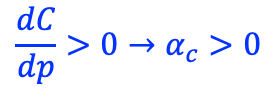 dC/dp > 0 → α_c > 0